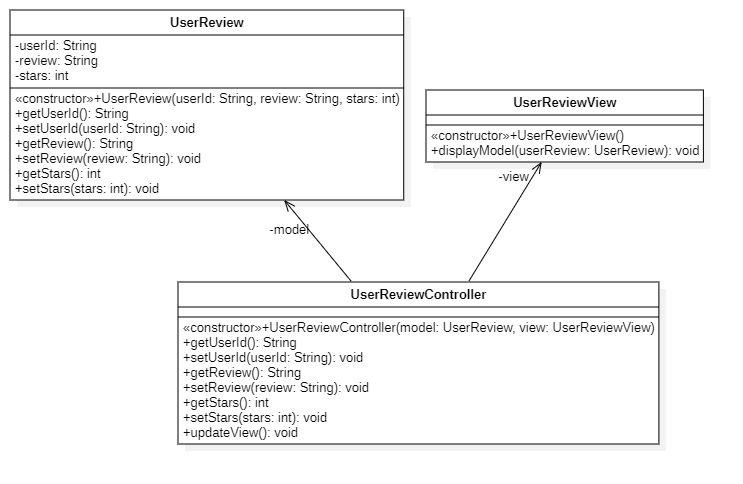 UserReview
-userId: String
-review: String
-stars: int
«constructor»+UserReview(userId: String, review: String, stars: int)
+getUserId(): String
+setUserId(userId: String): void
+getReview(): String
+setReview(review: String): void
+getStars(): int
+setStars(stars: int): void
UserReviewView
«constructor»+UserReviewView()
+displayModel(userReview: UserReview): void
-view
-model
UserReviewController
«constructor»+UserReviewController(model: UserReview, view: UserReviewView)
+getUserId(): String
+setUserId(userId: String): void
+getReview(): String
+setReview(review: String): void
+getStars(): int
+setStars(stars: int): void
+updateView(): void